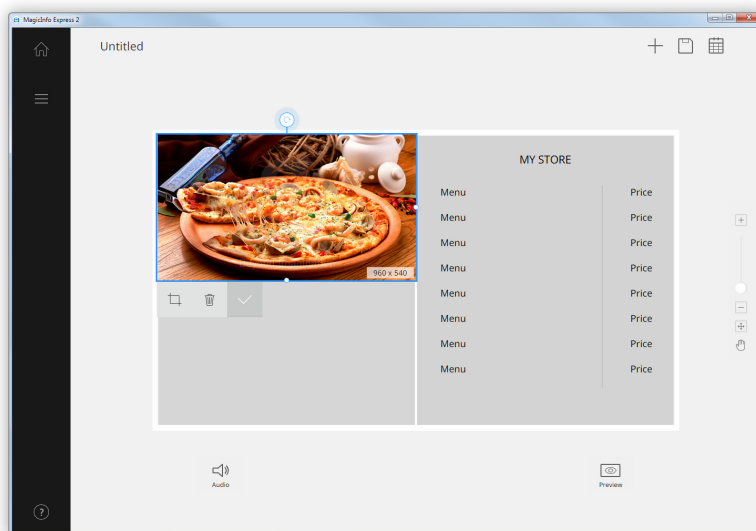 MagicInfo Express 2
Untitled
960 x 540
MY STORE
Menu Price
Menu Price
Menu Price
Menu Price
Menu Price
Menu Price
Menu Price
Menu Price
Audio
Preview
?